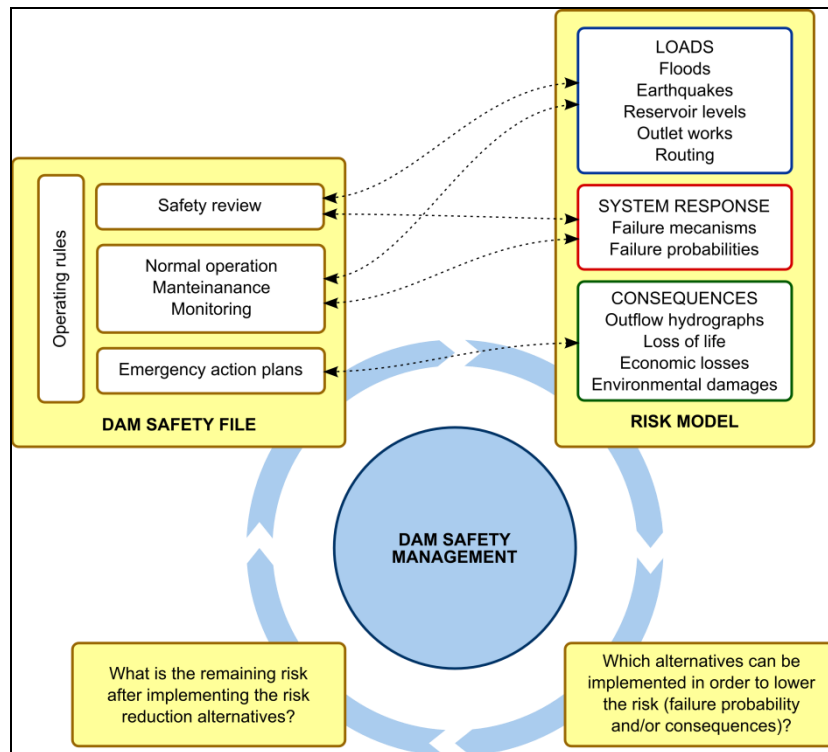 LOADS
Floods
Earthquakes
Reservoir levels
Outlet works
Routing
SYSTEM RESPONSE
Failure mecanisms
Failure probabilities
CONSEQUENCES
Outflow hydrographs
Loss of life
Economic losses
Environmental damages
RISK MODEL
Operating rules
Safety review
Normal operation
Manteinanance
Monitoring
Emergency action plans
DAM SAFETY FILE
DAM SAFETY
MANAGEMENT
What is the remaining risk
after implementing the risk
reduction alternatives?
Which alternatives can be
implemented in order to lower
the risk (failure probability
and/or consequences)?